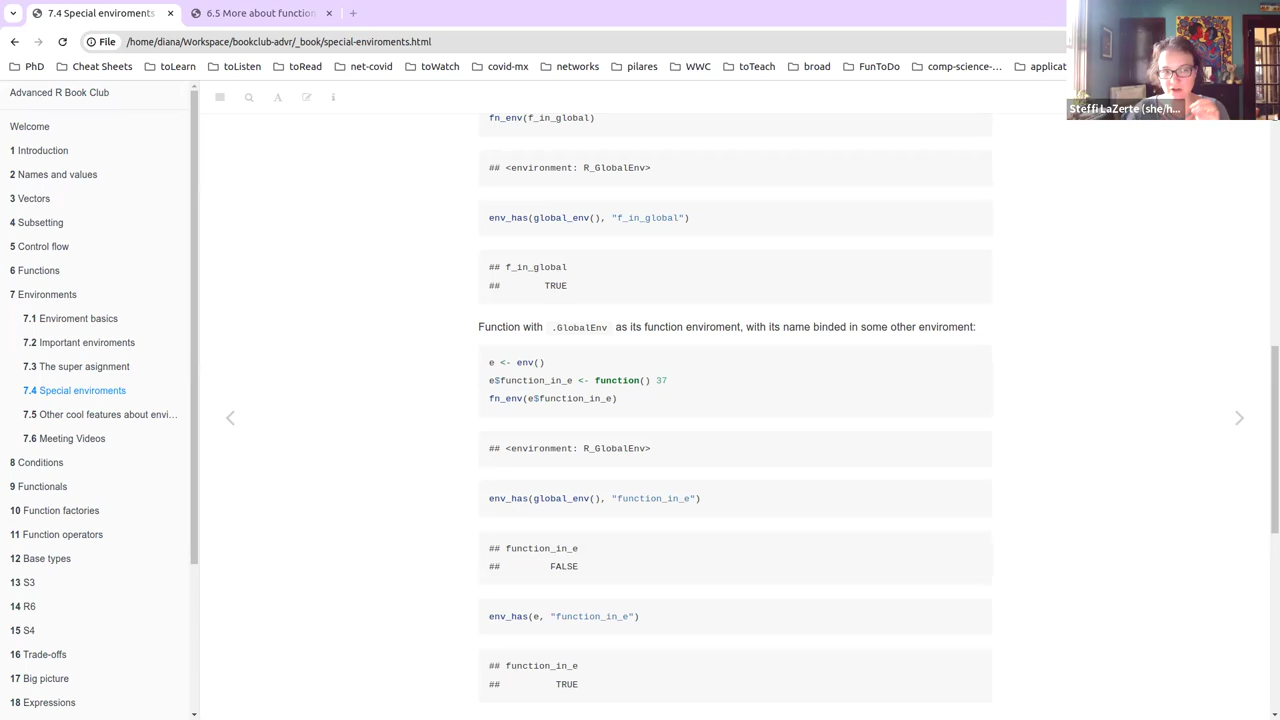 7.4 Special enviroments
6.5 More about function
File /home/diana/Workspace/bookclub-advr/_book/special-enviroments.html
PhD Cheat Sheets toLearn toListen toRead net-covid toWatch covid-mx networks pilares WWC toTeach broad FunToDo comp-science-... applicat
Steffi LaZerte (she/h...
Advanced R Book Club
Welcome
1 Introduction
2 Names and values
3 Vectors
4 Subsetting
5 Control flow
6 Functions
7 Environments
7.1 Enviroment basics
7.2 Important enviroments
7.3 The super asignment
7.4 Special enviroments
7.5 Other cool features about envi...
7.6 Meeting Videos
8 Conditions
9 Functionals
10 Function factories
11 Function operators
12 Base types
13 S3
14 R6
15 S4
16 Trade-offs
17 Big picture
18 Expressions
fn_env(f_in_global)
## <environment: R_GlobalEnv>
env_has(global_env(), "f_in_global")
## f_in_global
##        TRUE
Function with .GlobalEnv as its function enviroment, with its name binded in some other enviroment:
e <- env()
e$function_in_e <- function() 37
fn_env(e$function_in_e)
## <environment: R_GlobalEnv>
env_has(global_env(), "function_in_e")
## function_in_e
##         FALSE
env_has(e, "function_in_e")
## function_in_e
##          TRUE